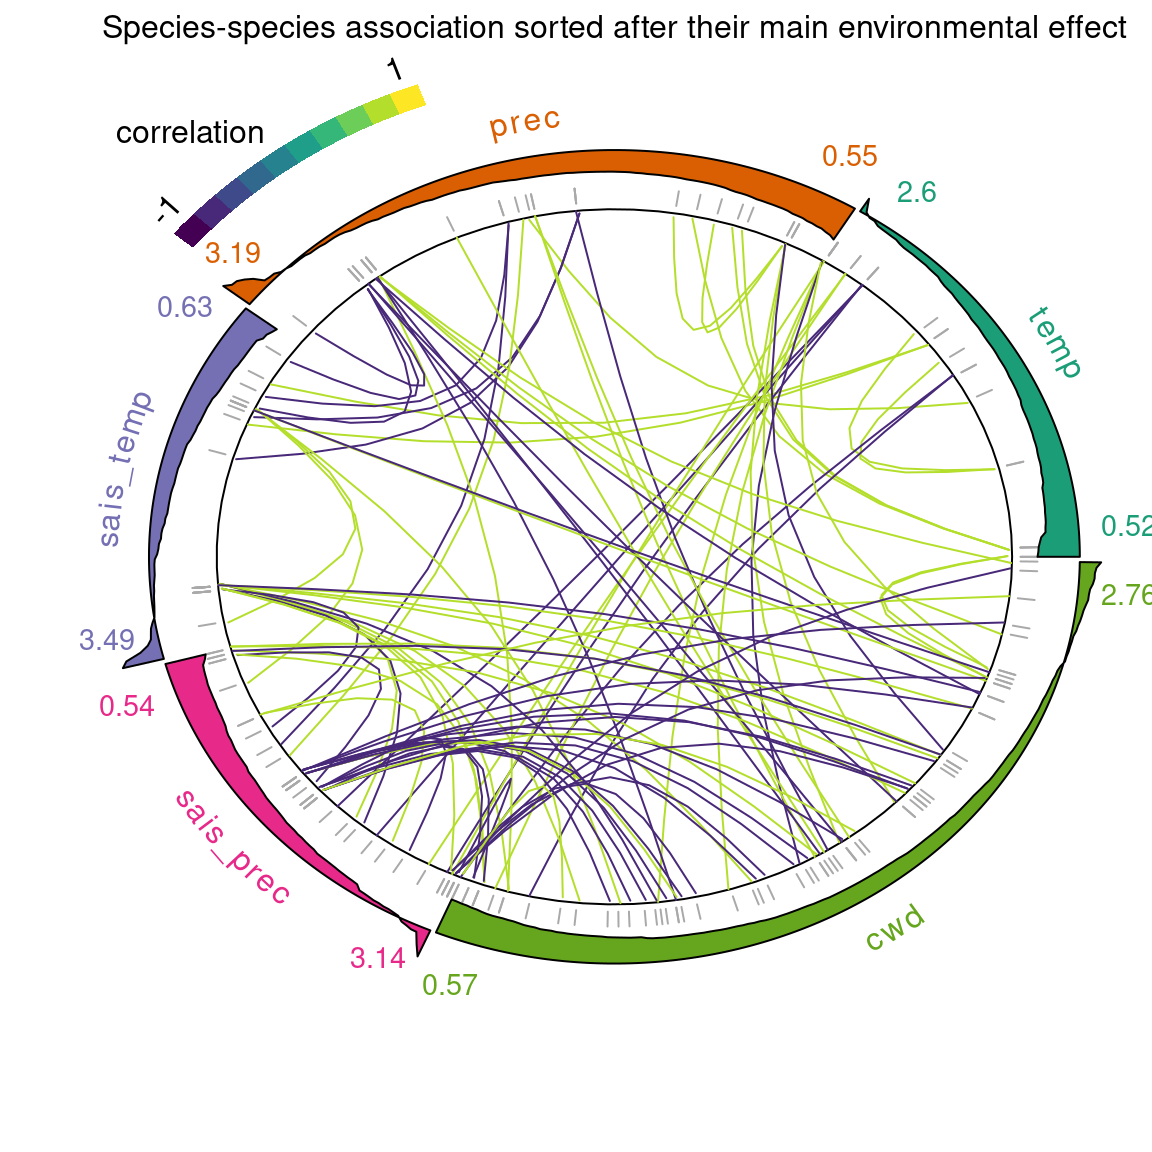 Species-species association sorted after their main environmental effect
1
correlation
-1
prec
0.55
2.6
3.19
0.63
temp
sais_temp
0.52
2.76
3.49
0.54
sais_prec
cwd
3.14
0.57